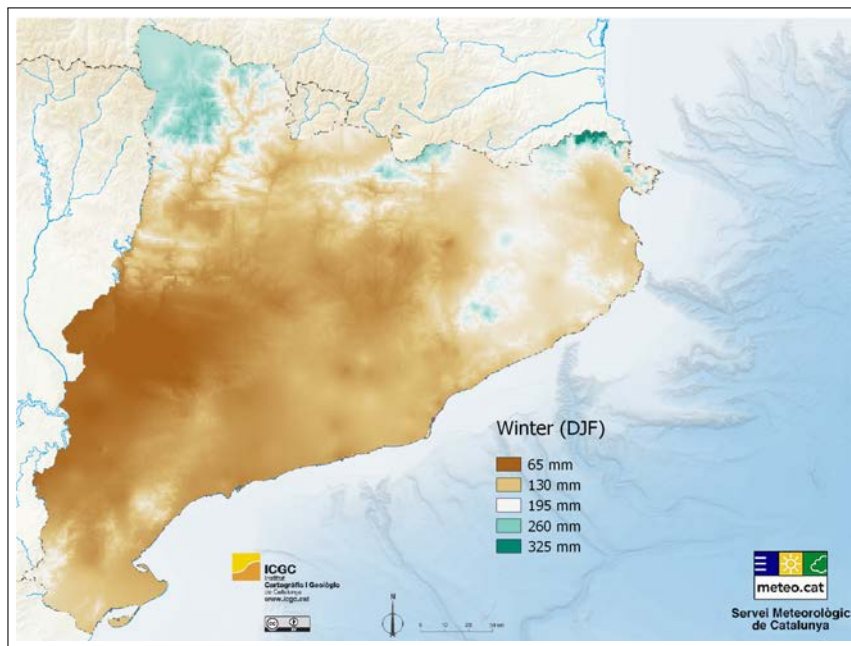 Winter (DJF)
65 mm
130 mm
195 mm
260 mm
325 mm
ICGC
Institut
Cartogràfic i Geològic
de Catalunya
www.icgc.cat
N
meteo.cat
Servei Meteorològic
de Catalunya